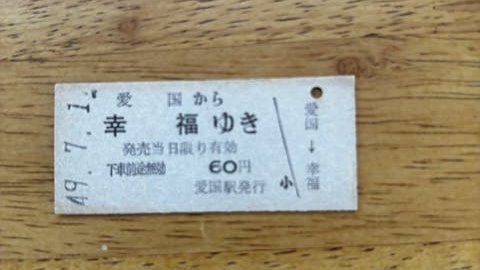 49.7.1
愛国から
幸福ゆき
発売当日限り有効
下車前途無効 60円
愛国駅発行
小
愛国→幸福